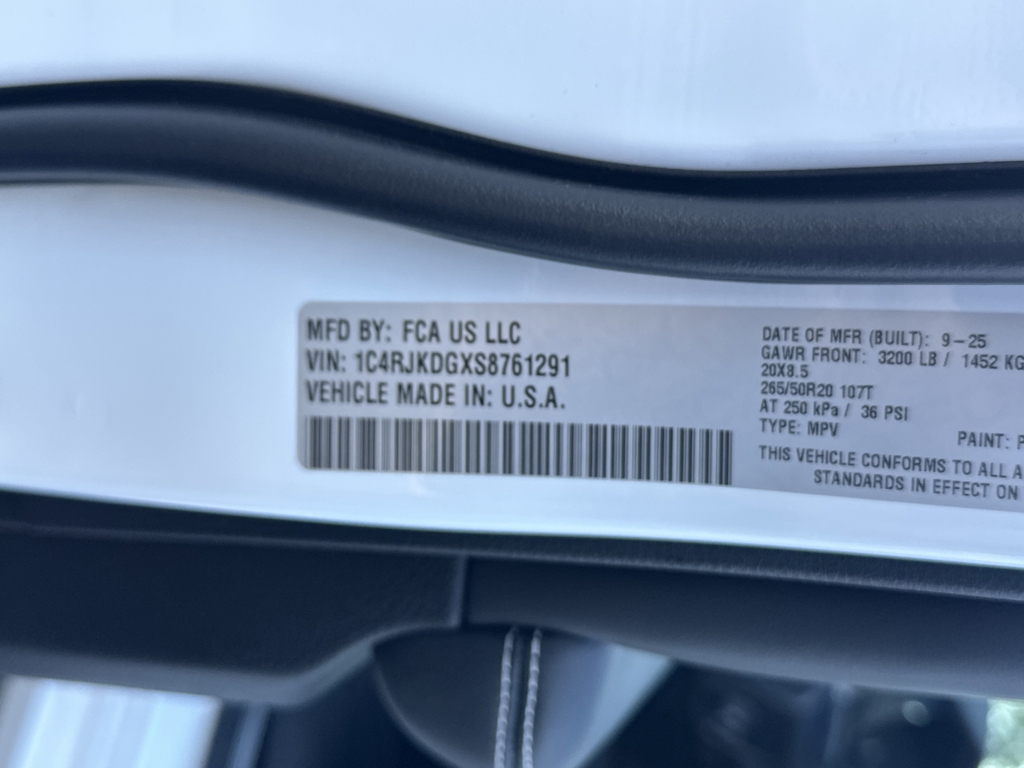 MFD BY: FCA US LLC
VIN: 1C4RJKDGXS8761291
VEHICLE MADE IN: U.S.A.
DATE OF MFR (BUILT): 9-25
GAWR FRONT: 3200 LB / 1452 KG
20X8.5
265/50R20 107T
AT 250 kPa / 36 PSI
TYPE: MPV
PAINT: P
THIS VEHICLE CONFORMS TO ALL A
STANDARDS IN EFFECT ON